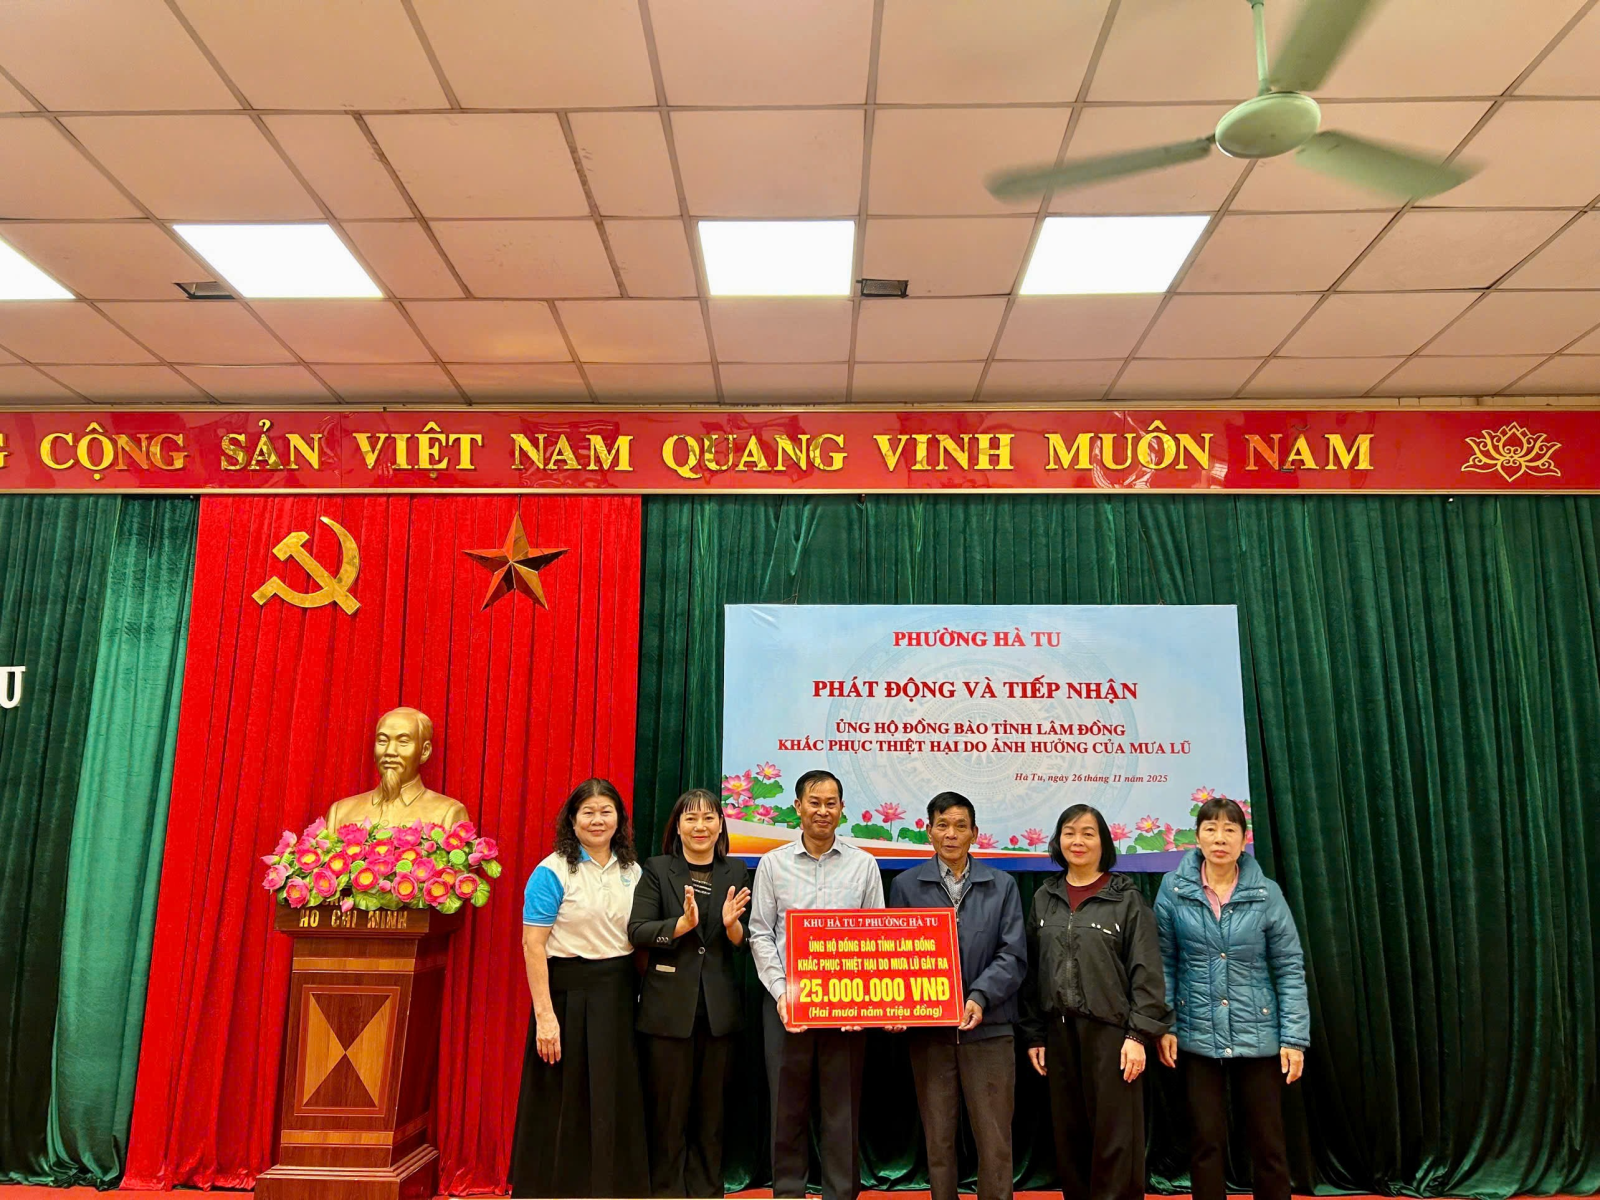 CỘNG SẢN VIỆT NAM QUANG VINH MUÔN NĂM
U
PHƯỜNG HÀ TU
PHÁT ĐỘNG VÀ TIẾP NHẬN
ỦNG HỘ ĐỒNG BÀO TỈNH LÂM ĐỒNG
KHẮC PHỤC THIỆT HẠI DO ẢNH HƯỞNG CỦA MƯA LŨ
Hà Tu, ngày 26 tháng 11 năm 2025
HỒ CHÍ MINH
KHU HÀ TU 7 PHƯỜNG HÀ TU
ỦNG HỘ ĐỒNG BÀO TỈNH LÂM ĐỒNG
KHẮC PHỤC THIỆT HẠI DO MƯA LŨ GÂY RA
25.000.000 VNĐ
(Hai mươi năm triệu đồng)